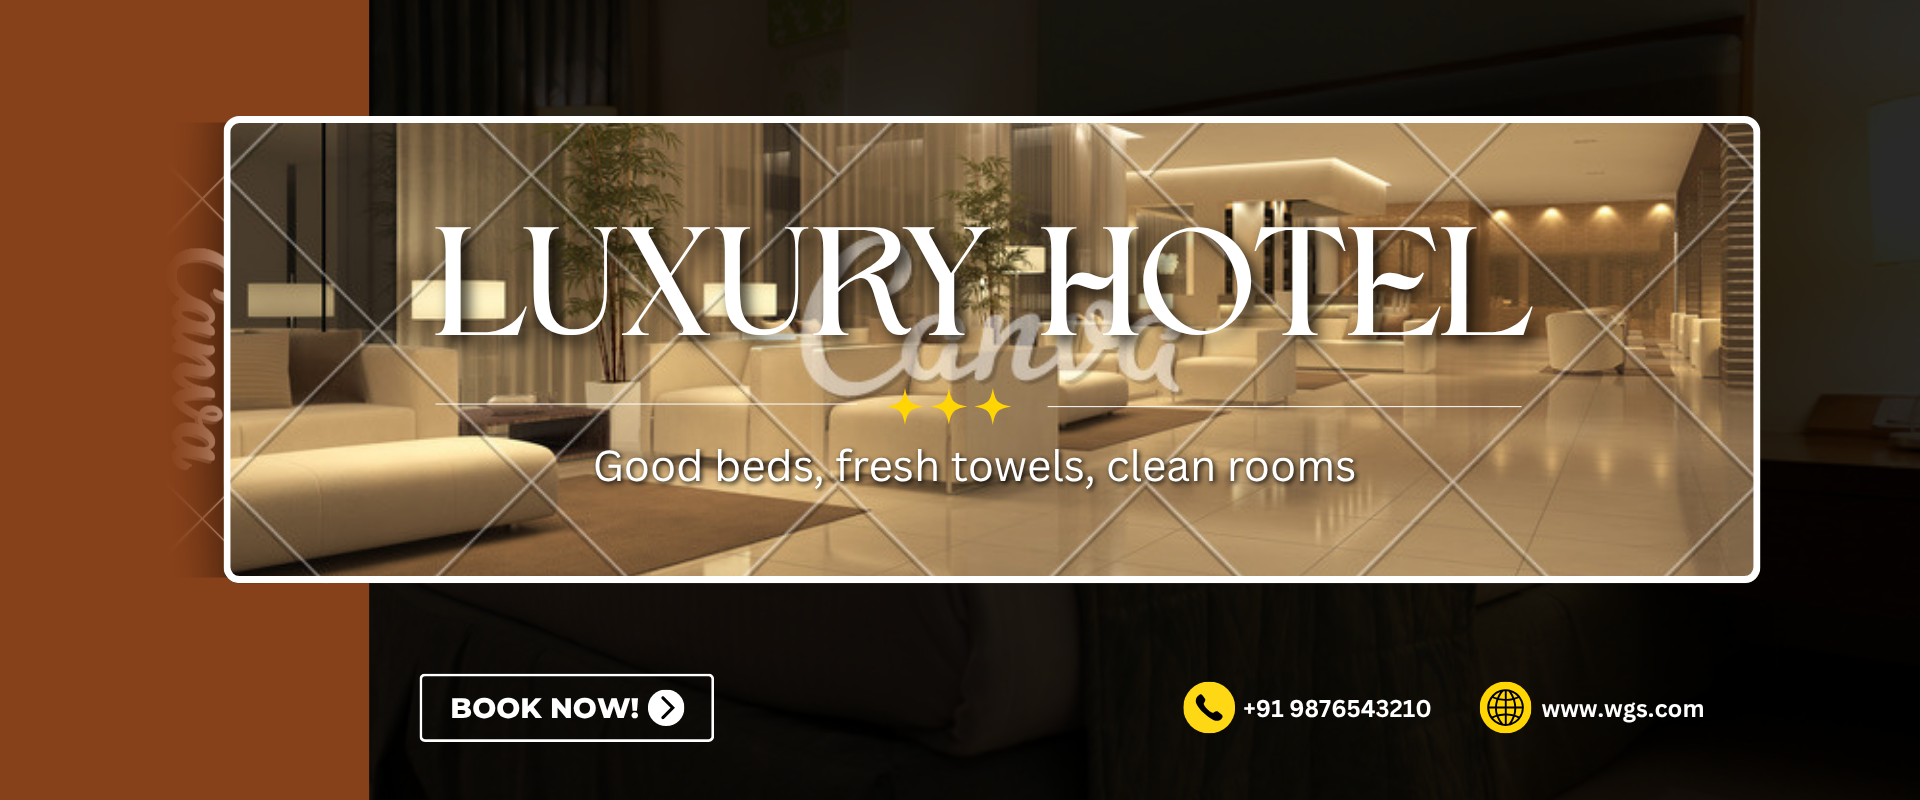 LUXURY HOTEL
Canva
Canva
Good beds, fresh towels, clean rooms
BOOK NOW!
+91 9876543210
www.wgs.com